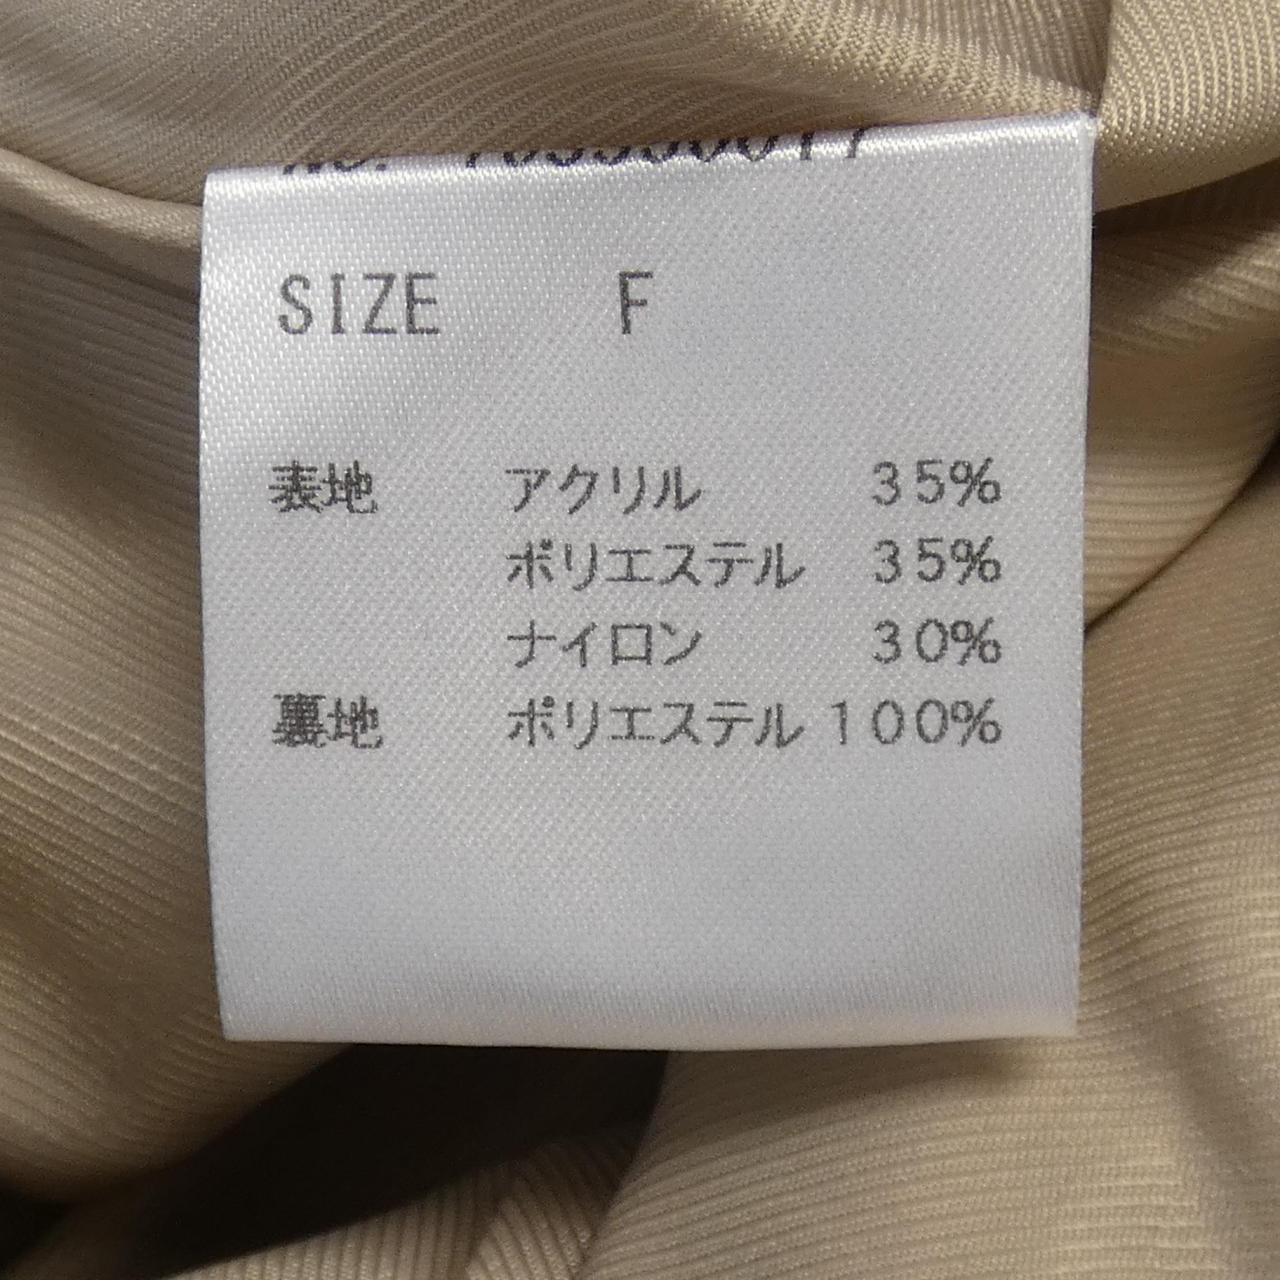 No.
SIZE F
表地 アクリル 35%
ポリエステル 35%
ナイロン 30%
裏地 ポリエステル 100%